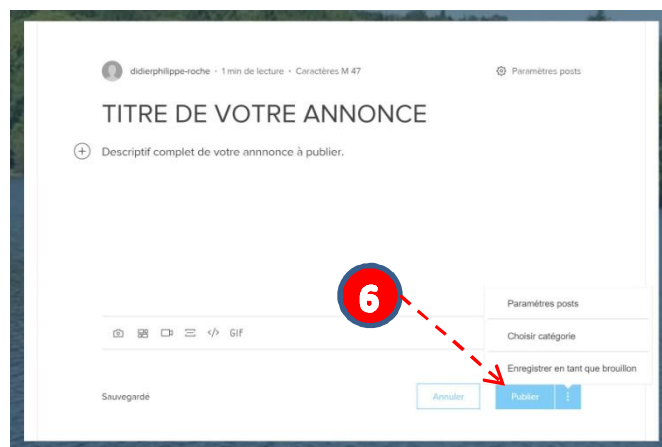 didierphilippe-roche · 1 min de lecture · Caractères M 47
Paramètres posts
TITRE DE VOTRE ANNONCE
Descriptif complet de votre annnonce à publier.
6
Paramètres posts
Choisir catégorie
Enregistrer en tant que brouillon
</> GIF
Sauvegardé
Annuler
Publier